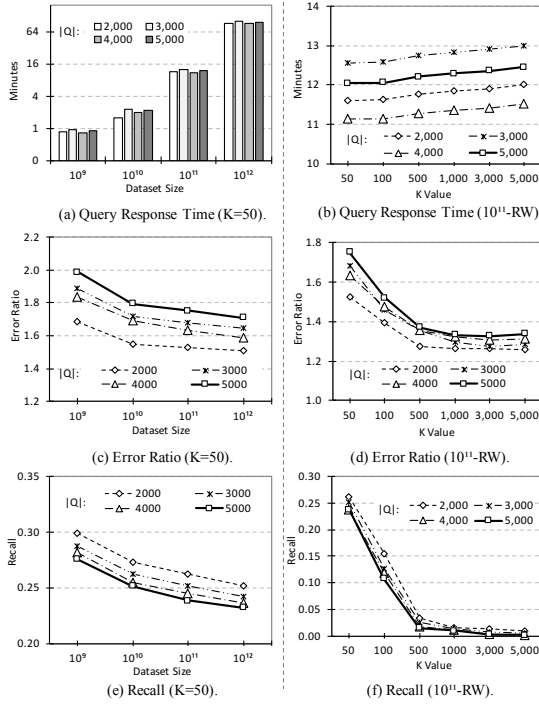 |Q|: 2,000 3,000
4,000 5,000
Minutes
64
16
4
1
0
10⁹ 10¹⁰ 10¹¹ 10¹²
Dataset Size
(a) Query Response Time (K=50).
Minutes
14
13
12
11
10
|Q|: 2,000 3,000
4,000 5,000
50 100 500 1,000 3,000 5,000
K Value
(b) Query Response Time (10¹¹-RW).
Error Ratio
2.2
2.0
1.8
1.6
1.4
1.2
|Q|: 2000 3000
4000 5000
10⁹ 10¹⁰ 10¹¹ 10¹²
Dataset Size
(c) Error Ratio (K=50).
Error Ratio
1.8
1.6
1.4
1.2
1.0
|Q|: 2000 3000
4000 5000
50 100 500 1,000 3,000 5,000
K Value
(d) Error Ratio (10¹¹-RW).
Recall
0.35
0.30
0.25
0.20
|Q|: 2000 3000
4000 5000
10⁹ 10¹⁰ 10¹¹ 10¹²
Dataset Size
(e) Recall (K=50).
Recall
0.30
0.25
0.20
0.15
0.10
0.05
0.00
|Q|: 2,000 3,000
4,000 5,000
50 100 500 1,000 3,000 5,000
K Value
(f) Recall (10¹¹-RW).